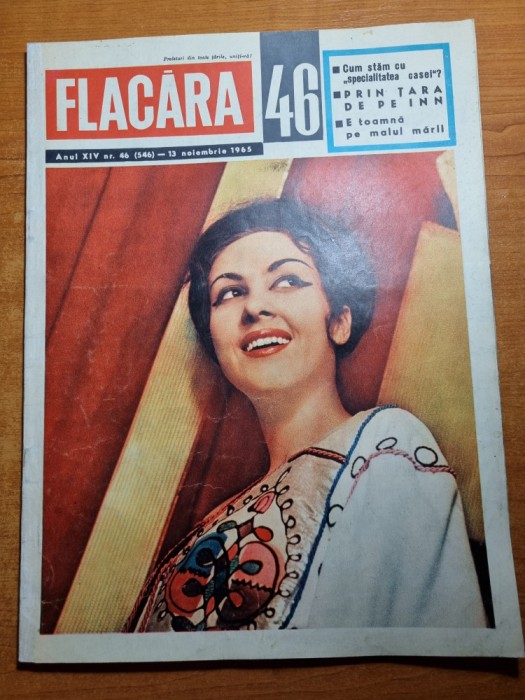 Proletari din toate țările, uniți-vă!
FLACĂRA
46
Anul XIV nr. 46 (546) — 13 noiembrie 1965
■ Cum stăm cu
„specialitatea casei"?
■ PRIN ȚARA
DE PE INN
■ E toamnă
pe malul mării